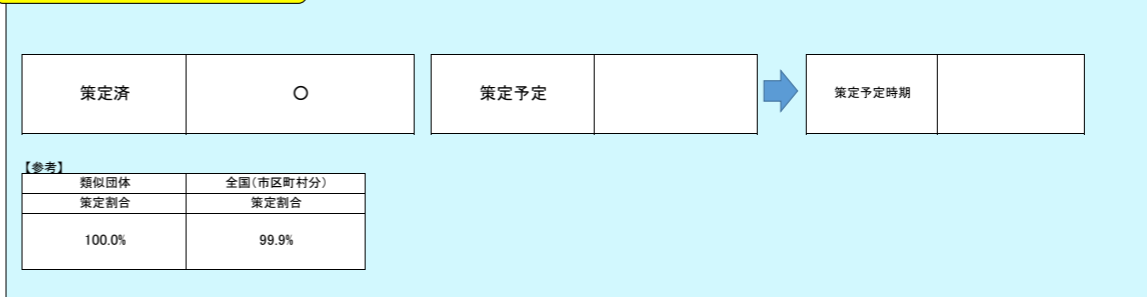 策定済 ○ 策定予定 策定予定時期
【参考】
類似団体 全国(市区町村分)
策定割合 策定割合
100.0% 99.9%